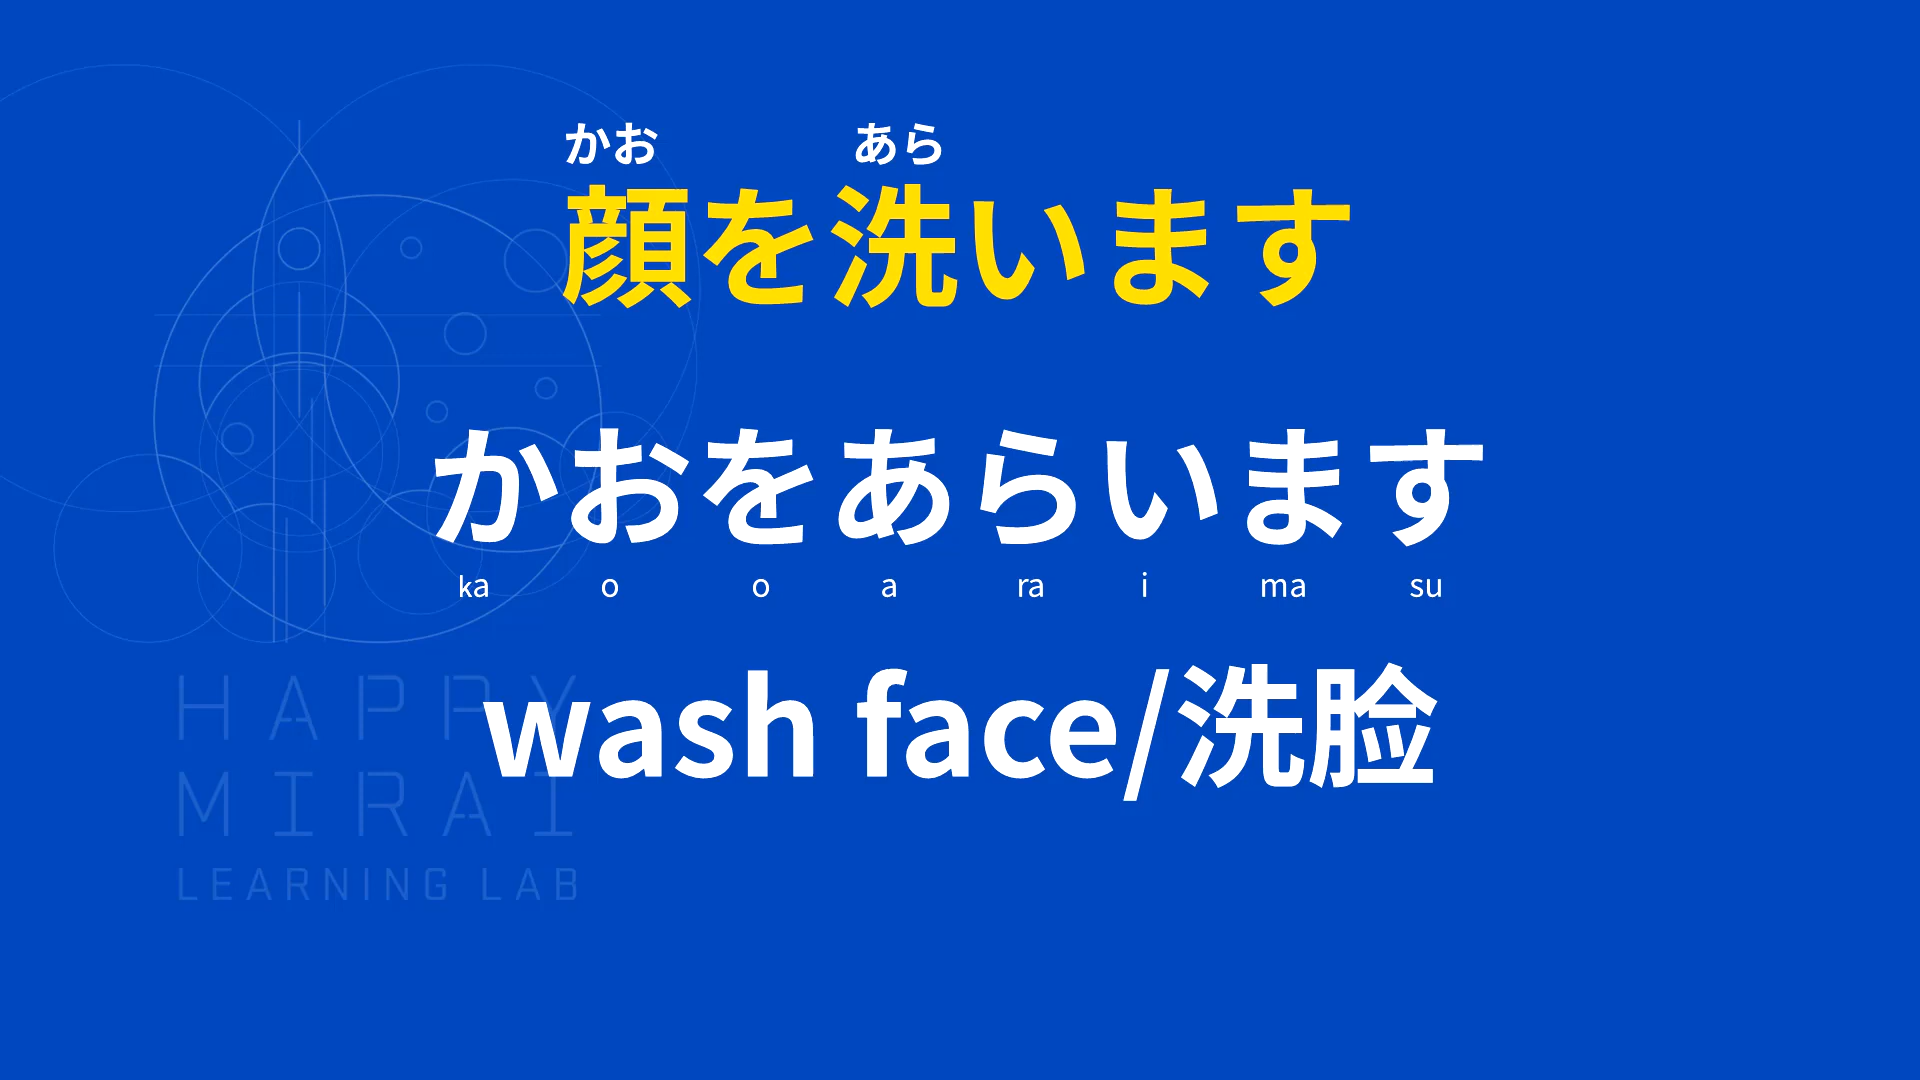 かお あら
顔を洗います
かおをあらいます
ka o o a ra i ma su
wash face/洗脸
HAPPY
MIRAI
LEARNING LAB